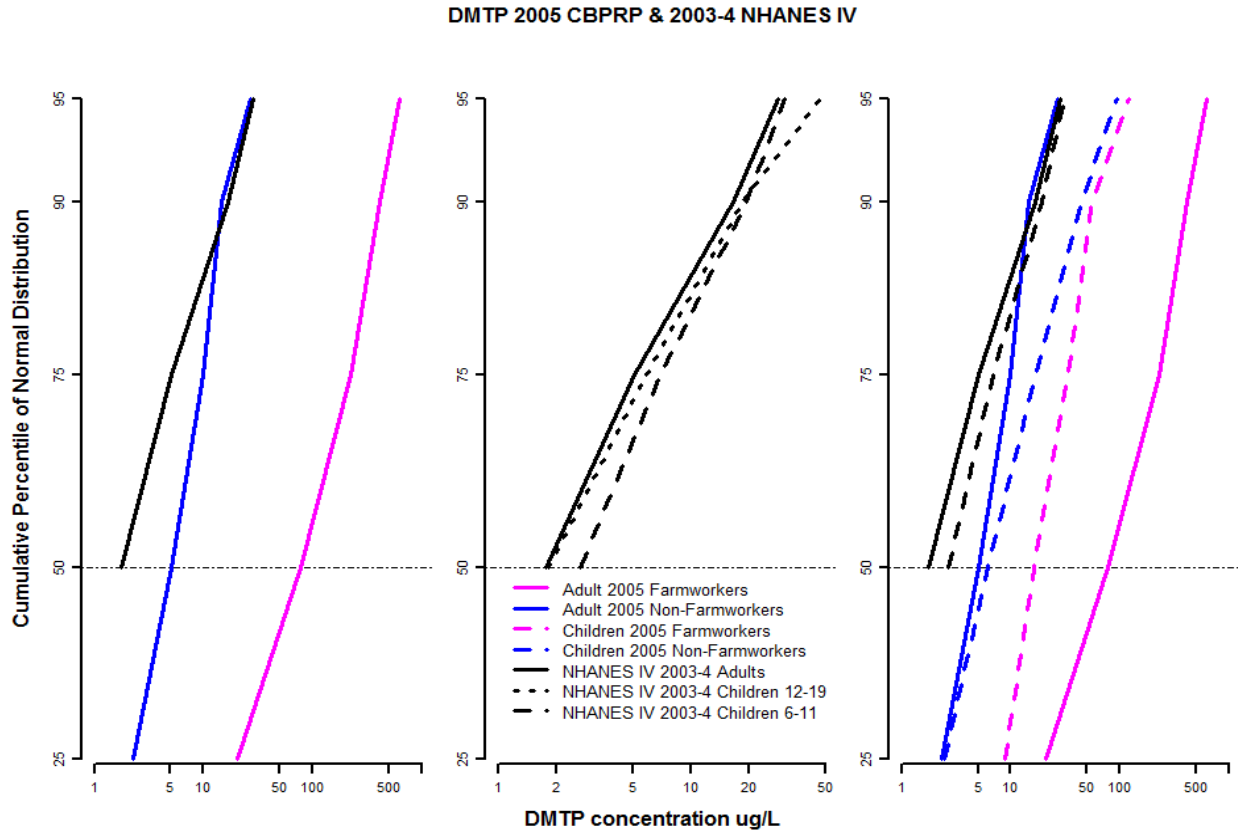 DMTP 2005 CBPRP & 2003-4 NHANES IV
Cumulative Percentile of Normal Distribution
95
90
75
50
25
1 5 10 50 100 500
95
90
75
50
25
1 2 5 10 20 50
Adult 2005 Farmworkers
Adult 2005 Non-Farmworkers
Children 2005 Farmworkers
Children 2005 Non-Farmworkers
NHANES IV 2003-4 Adults
NHANES IV 2003-4 Children 12-19
NHANES IV 2003-4 Children 6-11
95
90
75
50
25
1 5 10 50 100 500
DMTP concentration ug/L